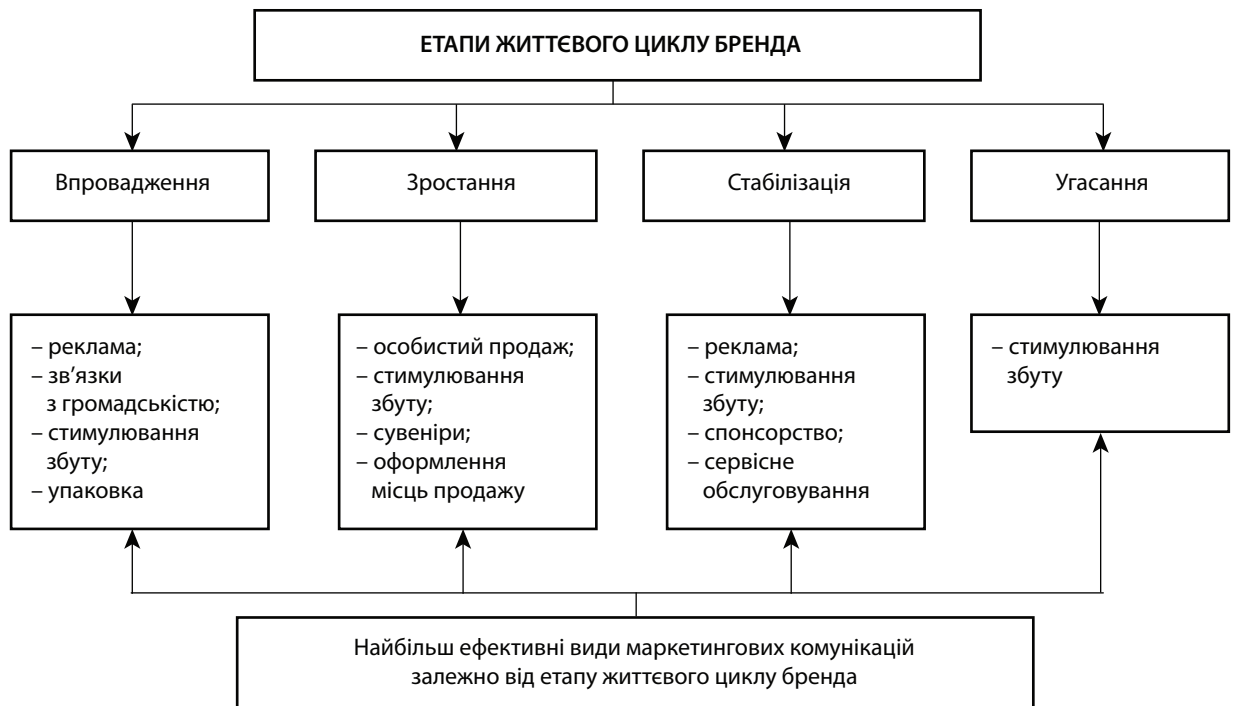 ЕТАПИ ЖИТТЄВОГО ЦИКЛУ БРЕНДА
Впровадження
Зростання
Стабілізація
Угасання
– реклама;
– зв'язки
з громадськістю;
– стимулювання
збуту;
– упаковка
– особистий продаж;
– стимулювання
збуту;
– сувеніри;
– оформлення
місць продажу
– реклама;
– стимулювання
збуту;
– спонсорство;
– сервісне
обслуговування
– стимулювання
збуту
Найбільш ефективні види маркетингових комунікацій
залежно від етапу життєвого циклу бренда